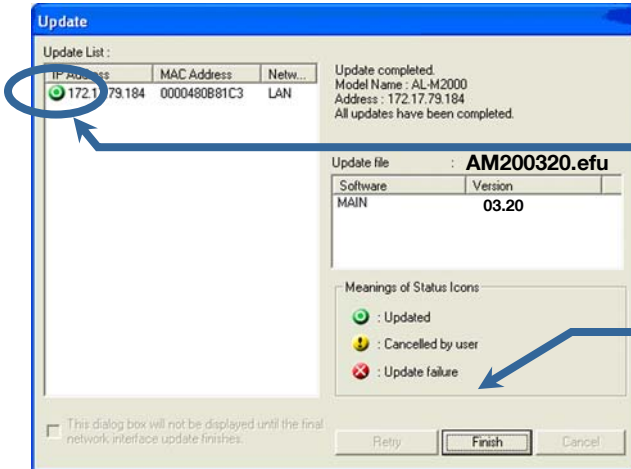 Update
Update List :
IP Address MAC Address Netw...
172.17.79.184 0000480B81C3 LAN
Update completed.
Model Name : AL-M2000
Address : 172.17.79.184
All updates have been completed.
Update file : AM200320.efu
Software Version
MAIN 03.20
Meanings of Status Icons
: Updated
: Cancelled by user
: Update failure
This dialog box will not be displayed until the final
network interface update finishes.
Retry Finish Cancel